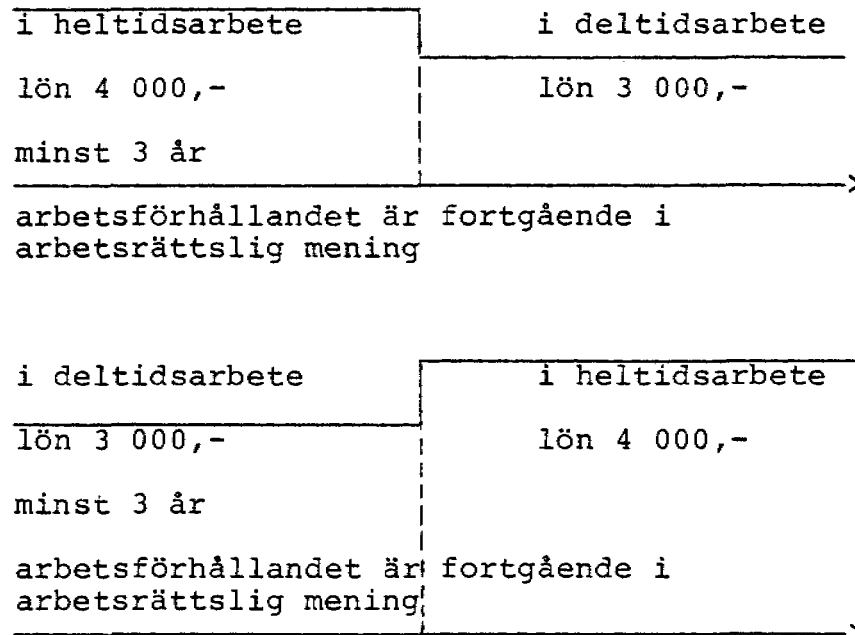 i heltidsarbete i deltidsarbete
lön 4 000,- lön 3 000,-
minst 3 år
arbetsförhållandet är fortgående i
arbetsrättslig mening
i deltidsarbete i heltidsarbete
lön 3 000,- lön 4 000,-
minst 3 år
arbetsförhållandet är fortgående i
arbetsrättslig mening